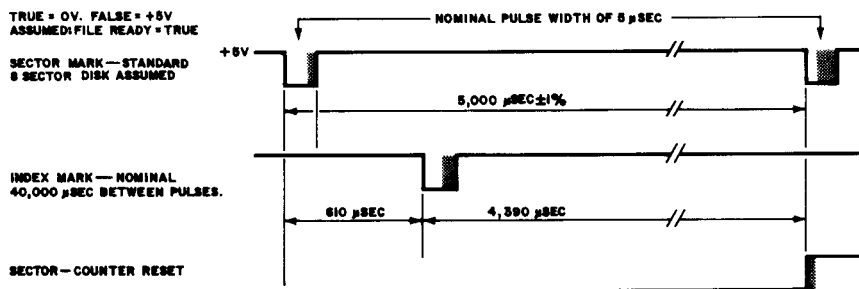 TRUE = OV. FALSE = +5V
ASSUMED: FILE READY = TRUE
NOMINAL PULSE WIDTH OF 5 µSEC
+5V
SECTOR MARK — STANDARD
8 SECTOR DISK ASSUMED
5,000 µSEC ± 1%
INDEX MARK — NOMINAL
40,000 µSEC BETWEEN PULSES.
610 µSEC
4,390 µSEC
SECTOR — COUNTER RESET